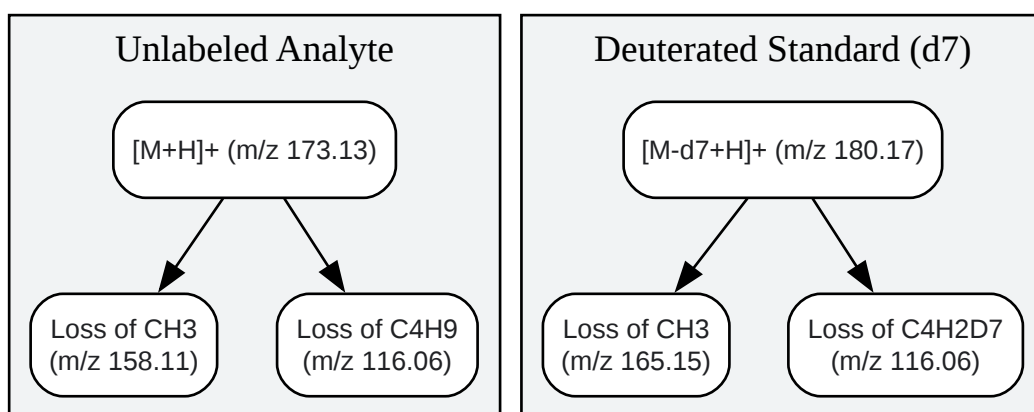 Unlabeled Analyte
[M+H]+ (m/z 173.13)
Loss of CH3
(m/z 158.11)
Loss of C4H9
(m/z 116.06)
Deuterated Standard (d7)
[M-d7+H]+ (m/z 180.17)
Loss of CH3
(m/z 165.15)
Loss of C4H2D7
(m/z 116.06)